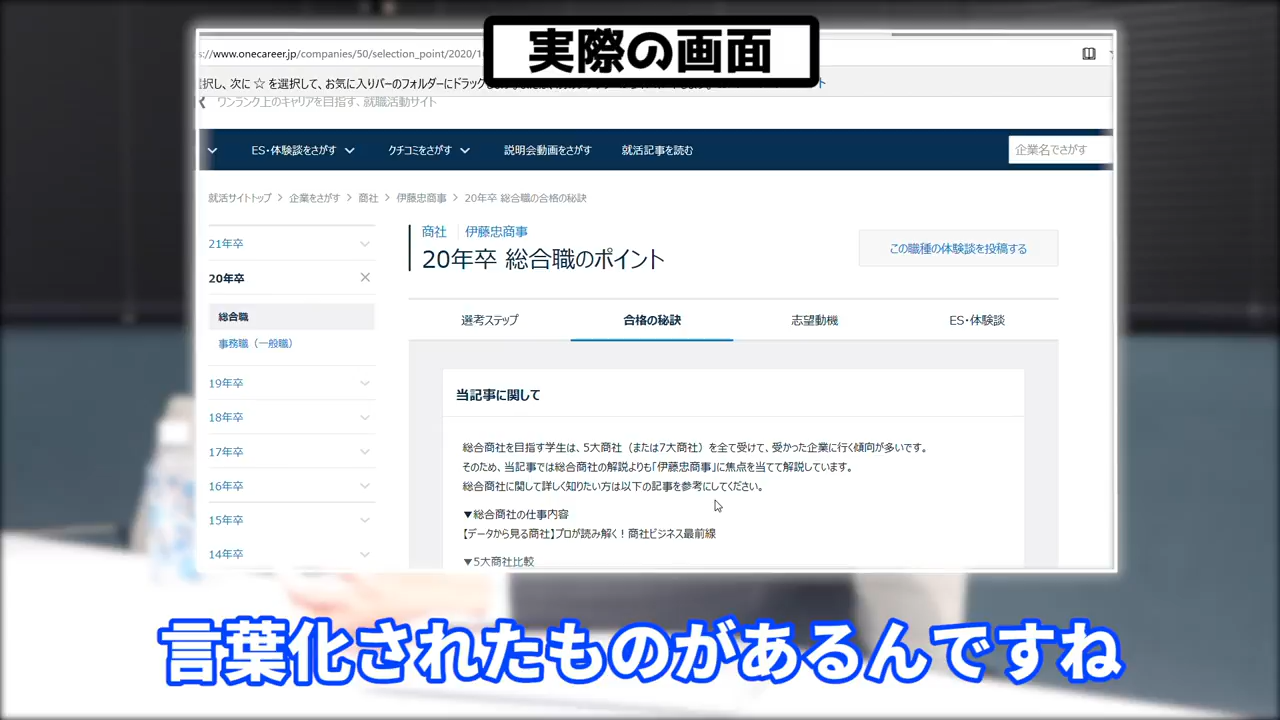 実際の画面
s://www.onecareer.jp/companies/50/selection_point/2020/1
択し、次に ☆ を選択して、お気に入りバーのフォルダーにドラッグ
ワンランク上のキャリアを目指す、就職活動サイト
ES・体験談をさがす
クチコミをさがす
説明会動画をさがす
就活記事を読む
企業名でさがす
就活サイトトップ > 企業をさがす > 商社 > 伊藤忠商事 > 20年卒 総合職の合格の秘訣
21年卒
20年卒
総合職
事務職（一般職）
19年卒
18年卒
17年卒
16年卒
15年卒
14年卒
商社 伊藤忠商事
20年卒 総合職のポイント
この職種の体験談を投稿する
選考ステップ
合格の秘訣
志望動機
ES・体験談
当記事に関して
総合商社を目指す学生は、5大商社（または7大商社）を全て受けて、受かった企業に行く傾向が多いです。
そのため、当記事では総合商社の解説よりも「伊藤忠商事」に焦点を当てて解説しています。
総合商社に関して詳しく知りたい方は以下の記事を参考にしてください。
▼総合商社の仕事内容
【データから見る商社】プロが読み解く！商社ビジネス最前線
▼5大商社比較
言葉化されたものがあるんですね